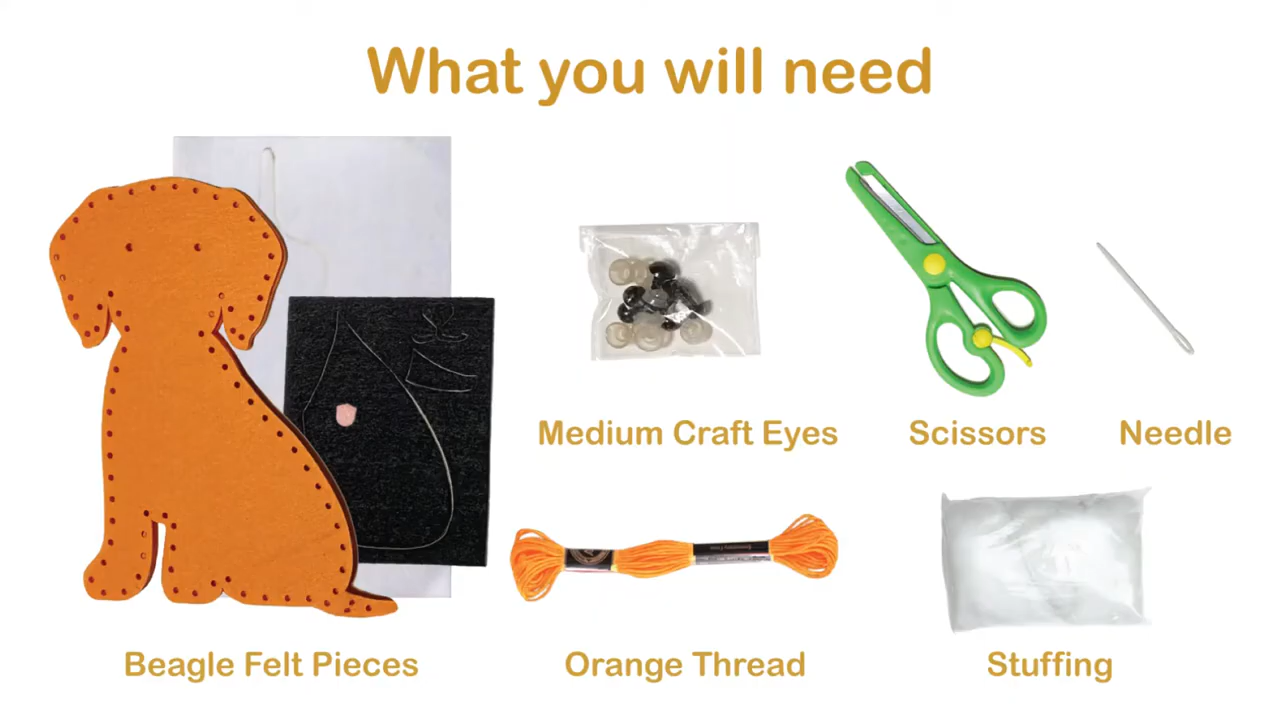 What you will need
Medium Craft Eyes
Scissors
Needle
Beagle Felt Pieces
Orange Thread
Stuffing